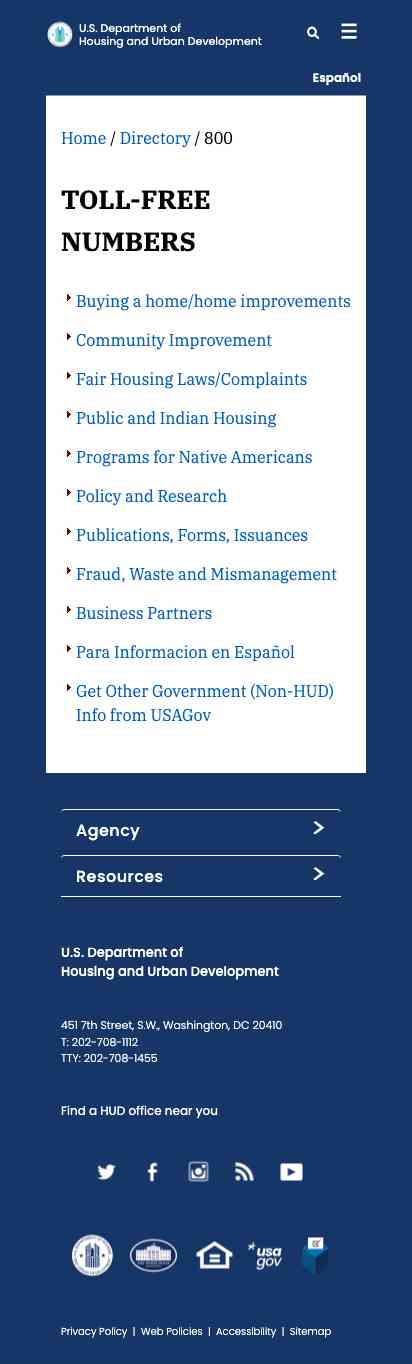 U.S. Department of
Housing and Urban Development
Español
Home / Directory / 800
TOLL-FREE
NUMBERS
Buying a home/home improvements
Community Improvement
Fair Housing Laws/Complaints
Public and Indian Housing
Programs for Native Americans
Policy and Research
Publications, Forms, Issuances
Fraud, Waste and Mismanagement
Business Partners
Para Informacion en Español
Get Other Government (Non-HUD)
Info from USAGov
Agency
Resources
U.S. Department of
Housing and Urban Development
451 7th Street, S.W., Washington, DC 20410
T: 202-708-1112
TTY: 202-708-1455
Find a HUD office near you
usa
gov
Privacy Policy | Web Policies | Accessibility | Sitemap